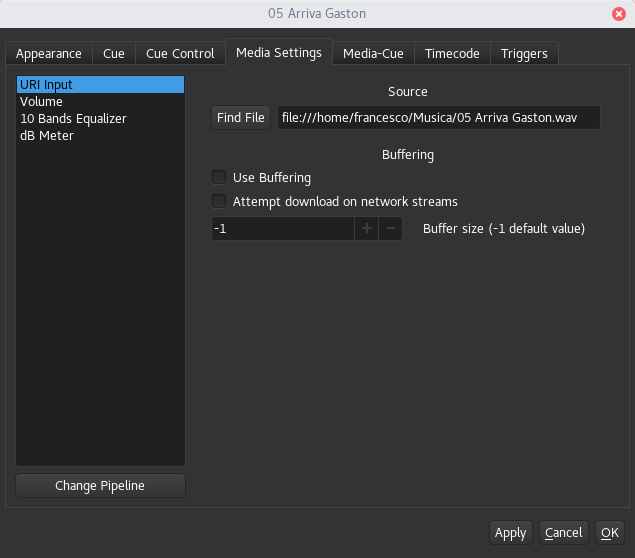 05 Arriva Gaston
Appearance Cue Cue Control Media Settings Media-Cue Timecode Triggers
URI Input
Volume
10 Bands Equalizer
dB Meter
Change Pipeline
Source
Find File file:///home/francesco/Musica/05 Arriva Gaston.wav
Buffering
Use Buffering
Attempt download on network streams
-1 + − Buffer size (-1 default value)
Apply Cancel OK